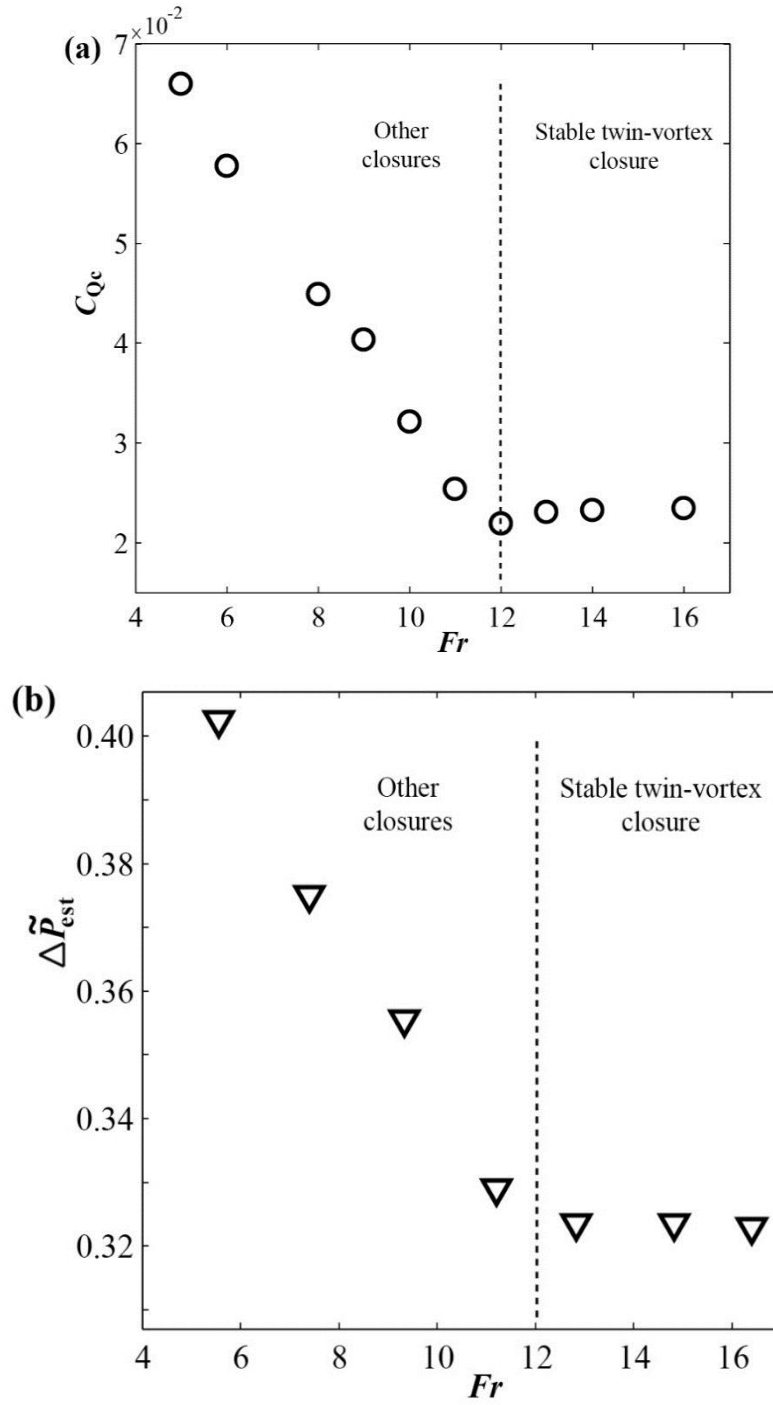 (a)
7×10⁻²
6
5
4
3
2
C_Qc
Other
closures
Stable twin-vortex
closure
4
6
8
10
12
14
16
Fr
(b)
0.40
0.38
0.36
0.34
0.32
△P̃_est
Other
closures
Stable twin-vortex
closure
4
6
8
10
12
14
16
Fr